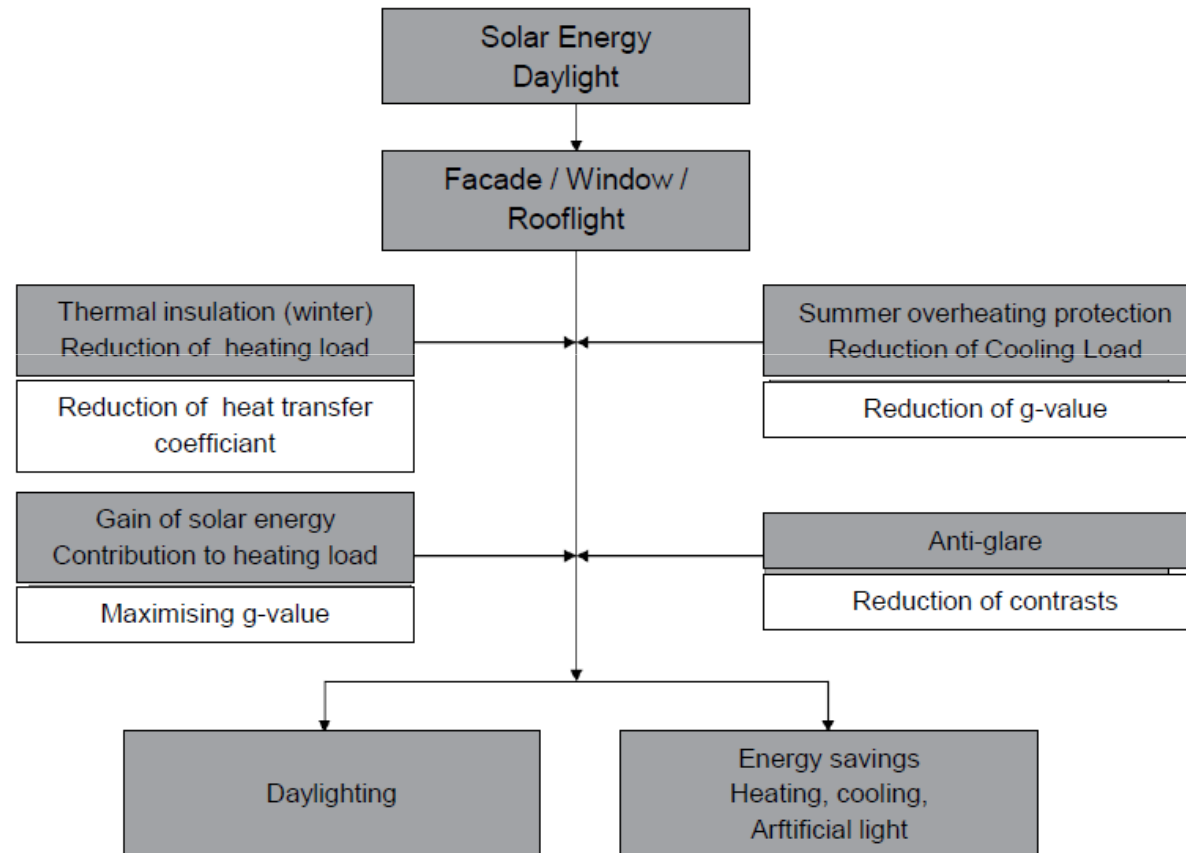 Solar Energy
Daylight
Facade / Window /
Rooflight
Thermal insulation (winter)
Reduction of heating load
Reduction of heat transfer
coefficiant
Summer overheating protection
Reduction of Cooling Load
Reduction of g-value
Gain of solar energy
Contribution to heating load
Maximising g-value
Anti-glare
Reduction of contrasts
Daylighting
Energy savings
Heating, cooling,
Arftificial light